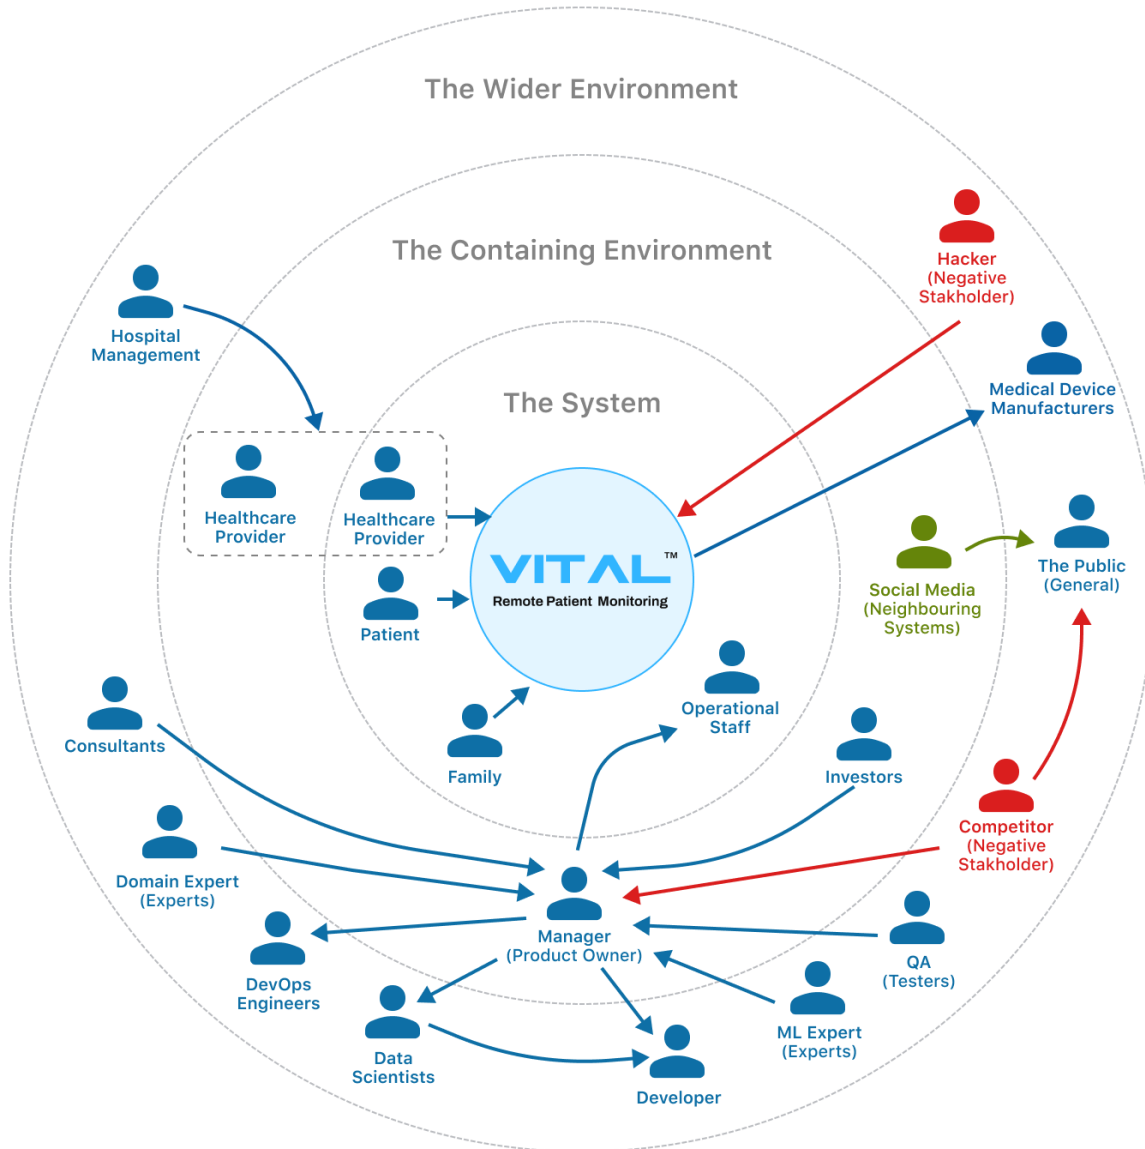 The Wider Environment
The Containing Environment
The System
Hacker
(Negative
Stakholder)
Hospital
Management
Medical Device
Manufacturers
Healthcare
Provider
Healthcare
Provider
VITAL™
Remote Patient Monitoring
Patient
The Public
(General)
Social Media
(Neighbouring
Systems)
Operational
Staff
Family
Consultants
Investors
Competitor
(Negative
Stakholder)
Domain Expert
(Experts)
Manager
(Product Owner)
DevOps
Engineers
QA
(Testers)
ML Expert
(Experts)
Data
Scientists
Developer